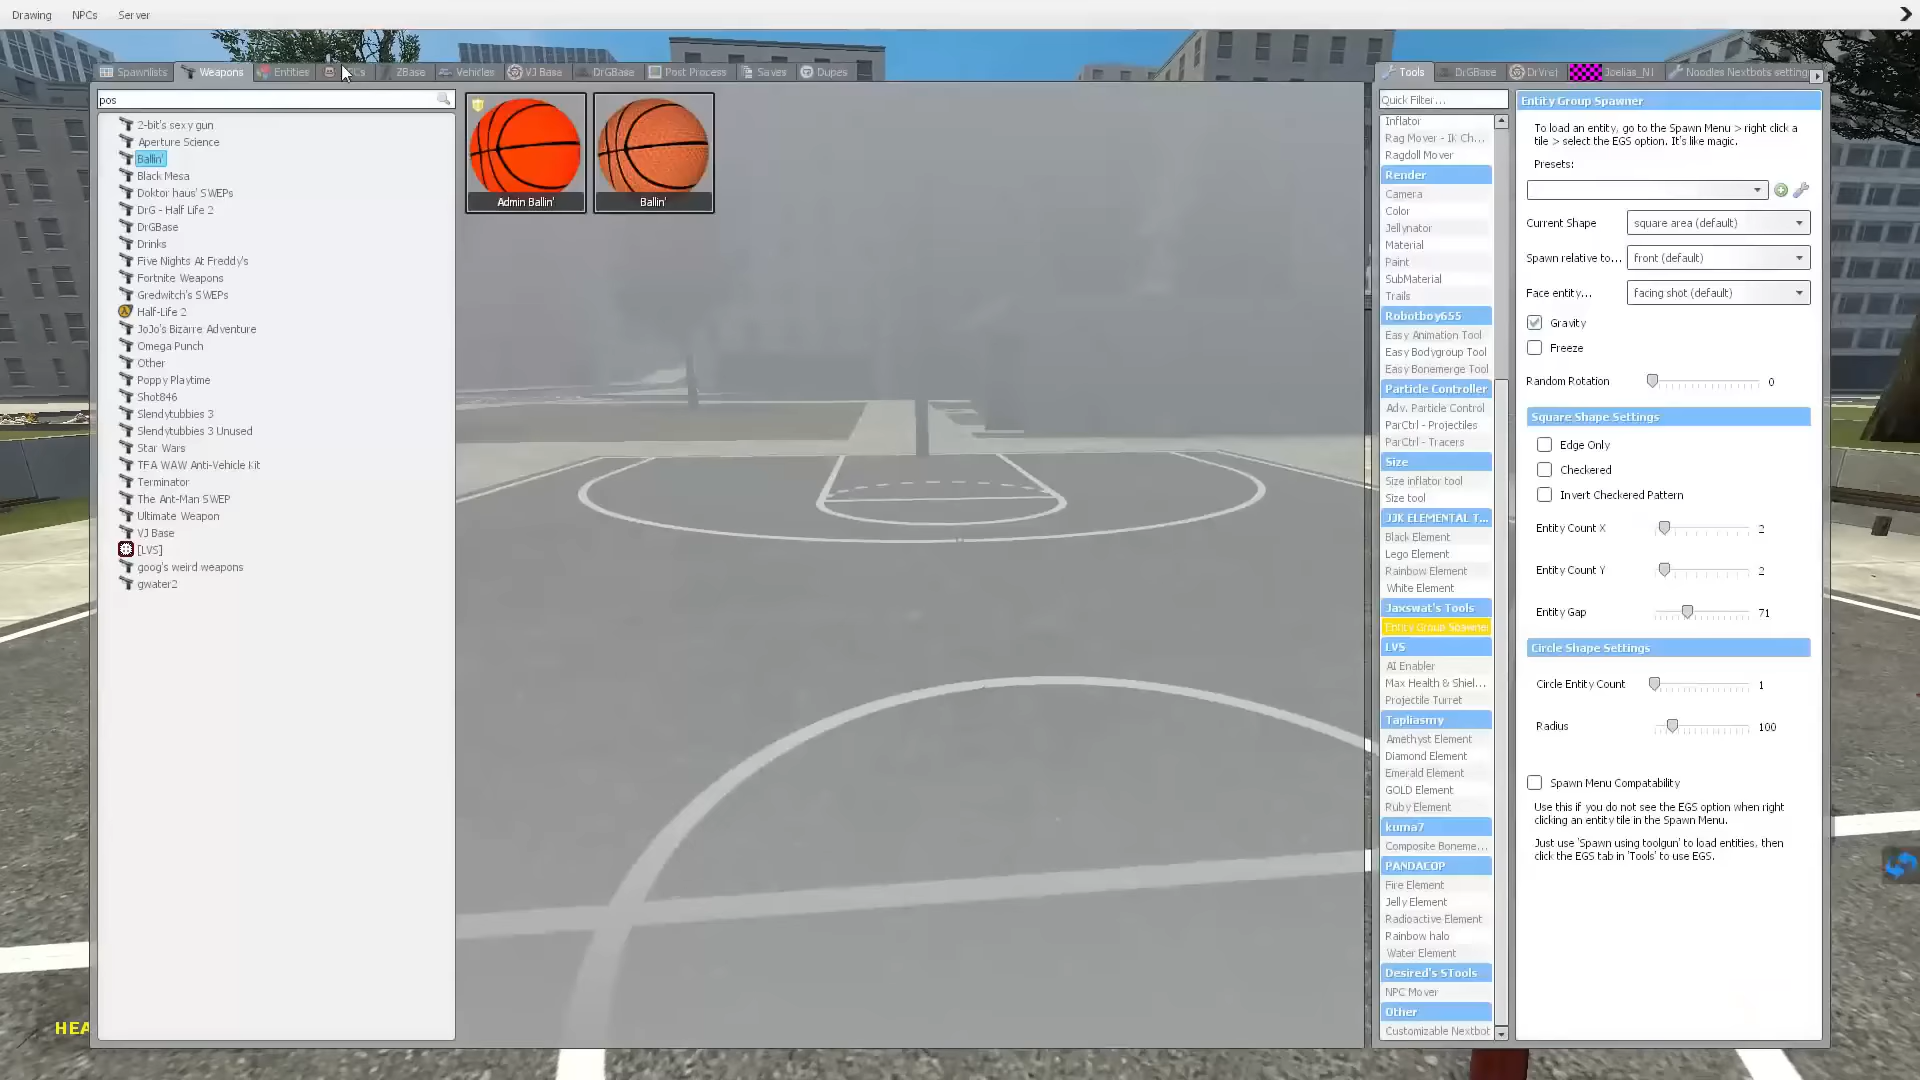 Drawing NPCs Server
Spawnlists Weapons Entities ZBase Vehicles VJ Base DrGBase Post Process Saves Dupes
pos
2-bit's sexy gun
Aperture Science
Ballin'
Black Mesa
Doktor haus' SWEPs
DrG - Half Life 2
DrGBase
Drinks
Five Nights At Freddy's
Fortnite Weapons
Gredwitch's SWEPs
Half-Life 2
JoJo's Bizarre Adventure
Omega Punch
Other
Poppy Playtime
Shot846
Slendytubbies 3
Slendytubbies 3 Unused
Star Wars
TFA WAW Anti-Vehicle Kit
Terminator
The Ant-Man SWEP
Ultimate Weapon
VJ Base
[LVS]
goog's weird weapons
gwater2
Admin Ballin'
Ballin'
HEA
Tools DrGBase DrVrej Joelias_N1 Noodles Nextbots setting
Quick Filter...
Inflator
Rag Mover - Ik Ch...
Ragdoll Mover
Render
Camera
Color
Jellynator
Material
Paint
SubMaterial
Trails
Robotboy655
Easy Animation Tool
Easy Bodygroup Tool
Easy Bonemerge Tool
Particle Controller
Adv. Particle Control
ParCtrl - Projectiles
ParCtrl - Tracers
Size
Size inflator tool
Size tool
JJK ELEMENTAL T...
Black Element
Lego Element
Rainbow Element
White Element
Jaxswat's Tools
Entity Group Spawner
LVS
AI Enabler
Max Health & Shiel...
Projectile Turret
Tapliasmy
Amethyst Element
Diamond Element
Emerald Element
GOLD Element
Ruby Element
kuma7
Composite Boneme...
PANDACOP
Fire Element
Jelly Element
Radioactive Element
Rainbow halo
Water Element
Desired's STools
NPC Mover
Other
Customizable Nextbot
Entity Group Spawner
To load an entity, go to the Spawn Menu > right click a
tile > select the EGS option. It's like magic.
Presets:
Current Shape square area (default)
Spawn relative to... front (default)
Face entity... facing shot (default)
Gravity
Freeze
Random Rotation 0
Square Shape Settings
Edge Only
Checkered
Invert Checkered Pattern
Entity Count X 2
Entity Count Y 2
Entity Gap 71
Circle Shape Settings
Circle Entity Count 1
Radius 100
Spawn Menu Compatability
Use this if you do not see the EGS option when right
clicking an entity tile in the Spawn Menu.
Just use 'Spawn using toolgun' to load entities, then
click the EGS tab in 'Tools' to use EGS.